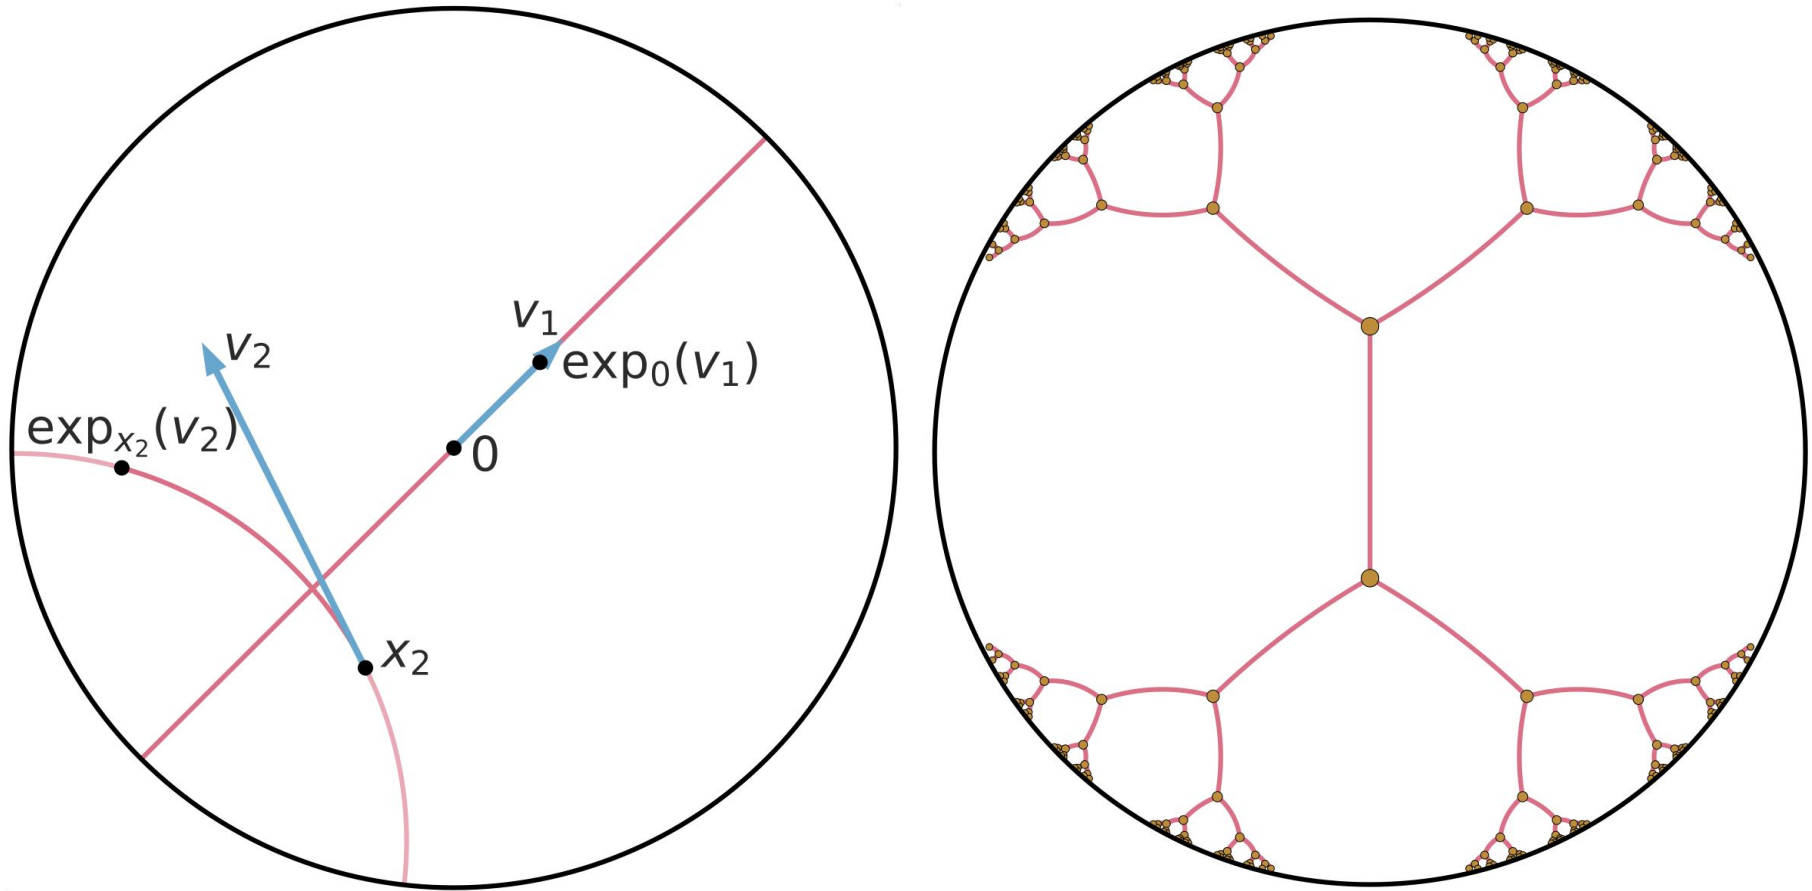 v₁
exp₀(v₁)
v₂
expₓ₂(v₂)
0
x₂